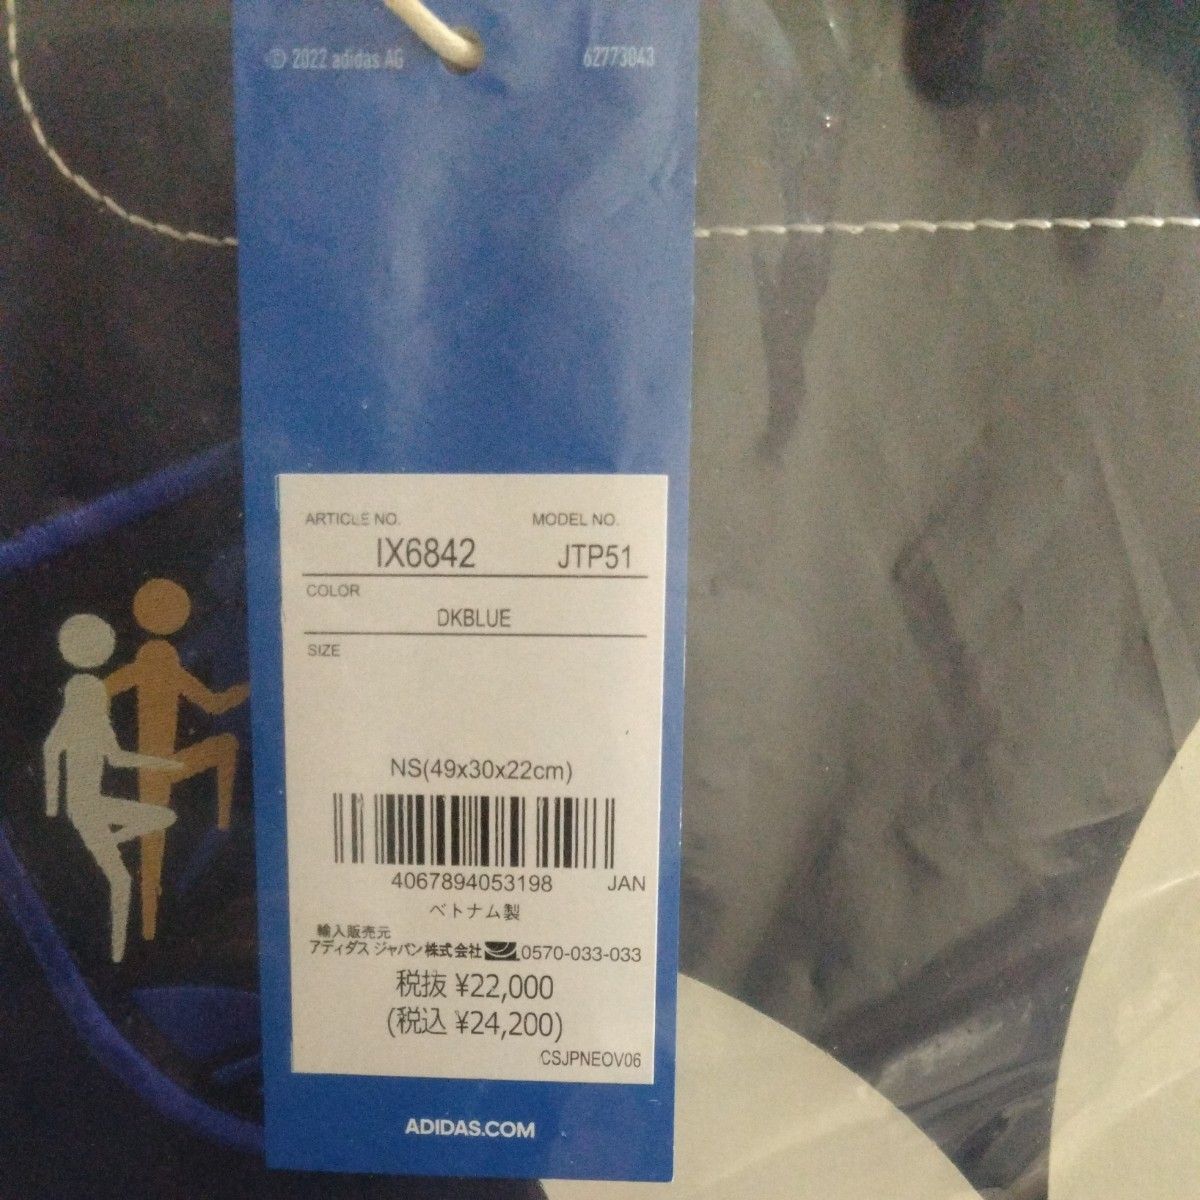 © 2022 adidas AG 62773043
ARTICLE NO. MODEL NO.
IX6842 JTP51
COLOR
DKBLUE
SIZE
NS(49x30x22cm)
4067894053198 JAN
ベトナム製
輸入販売元
アディダス ジャパン株式会社 0570-033-033
税抜 ¥22,000
(税込 ¥24,200)
CSJPNEOV06
ADIDAS.COM